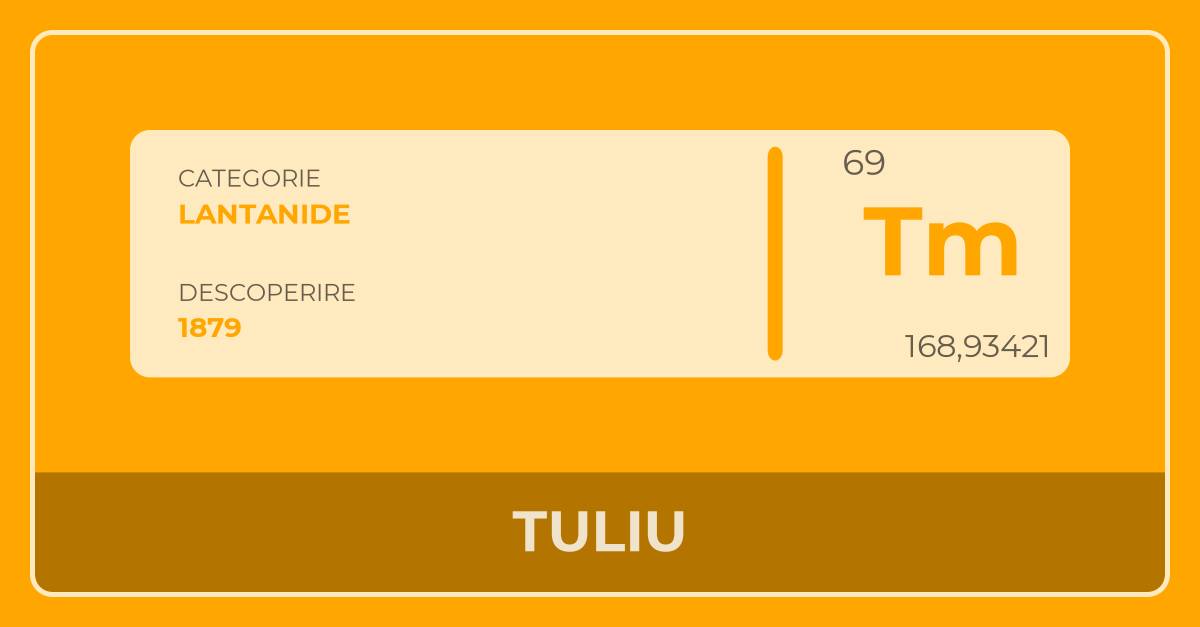 CATEGORIE
LANTANIDE
DESCOPERIRE
1879
69
Tm
168,93421
TULIU